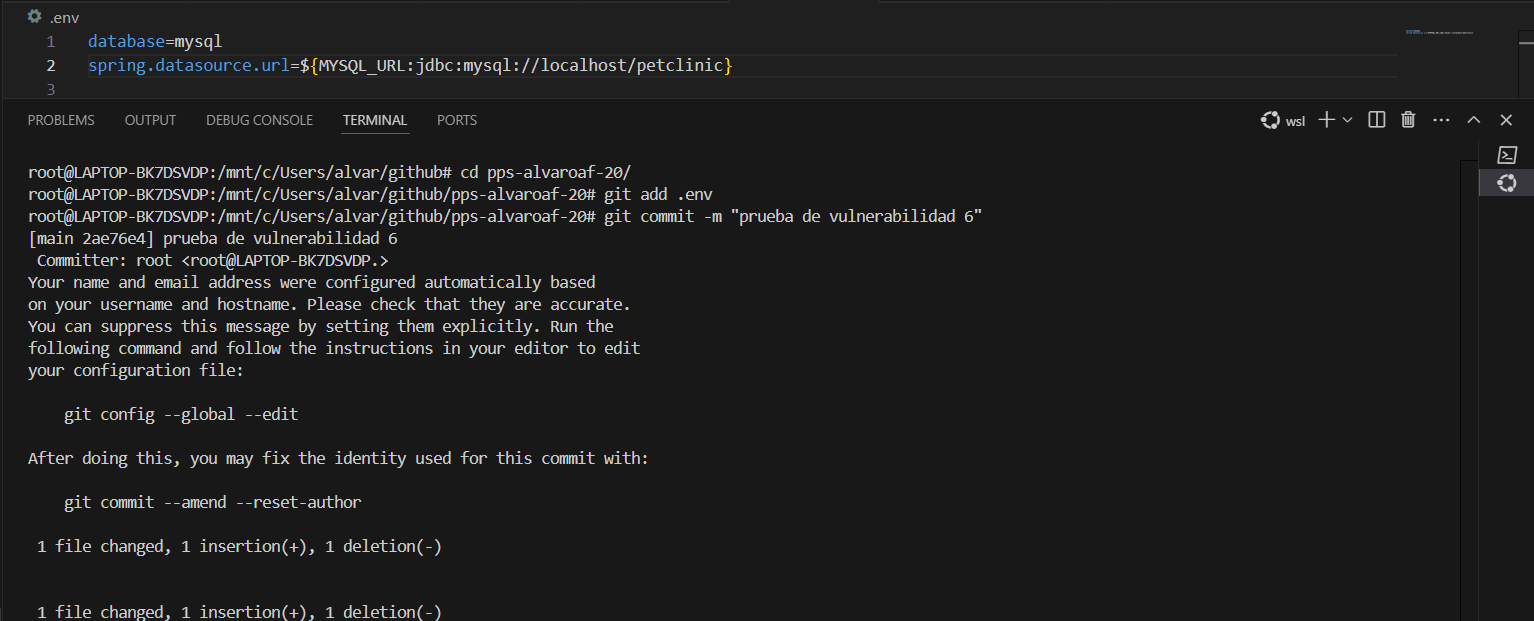 .env
1 database=mysql
2 spring.datasource.url=${MYSQL_URL:jdbc:mysql://localhost/petclinic}
3
PROBLEMS OUTPUT DEBUG CONSOLE TERMINAL PORTS wsl
root@LAPTOP-BK7DSVDP:/mnt/c/Users/alvar/github# cd pps-alvaroaf-20/
root@LAPTOP-BK7DSVDP:/mnt/c/Users/alvar/github/pps-alvaroaf-20# git add .env
root@LAPTOP-BK7DSVDP:/mnt/c/Users/alvar/github/pps-alvaroaf-20# git commit -m "prueba de vulnerabilidad 6"
[main 2ae76e4] prueba de vulnerabilidad 6
Committer: root <root@LAPTOP-BK7DSVDP.>
Your name and email address were configured automatically based
on your username and hostname. Please check that they are accurate.
You can suppress this message by setting them explicitly. Run the
following command and follow the instructions in your editor to edit
your configuration file:
git config --global --edit
After doing this, you may fix the identity used for this commit with:
git commit --amend --reset-author
1 file changed, 1 insertion(+), 1 deletion(-)
1 file changed, 1 insertion(+), 1 deletion(-)